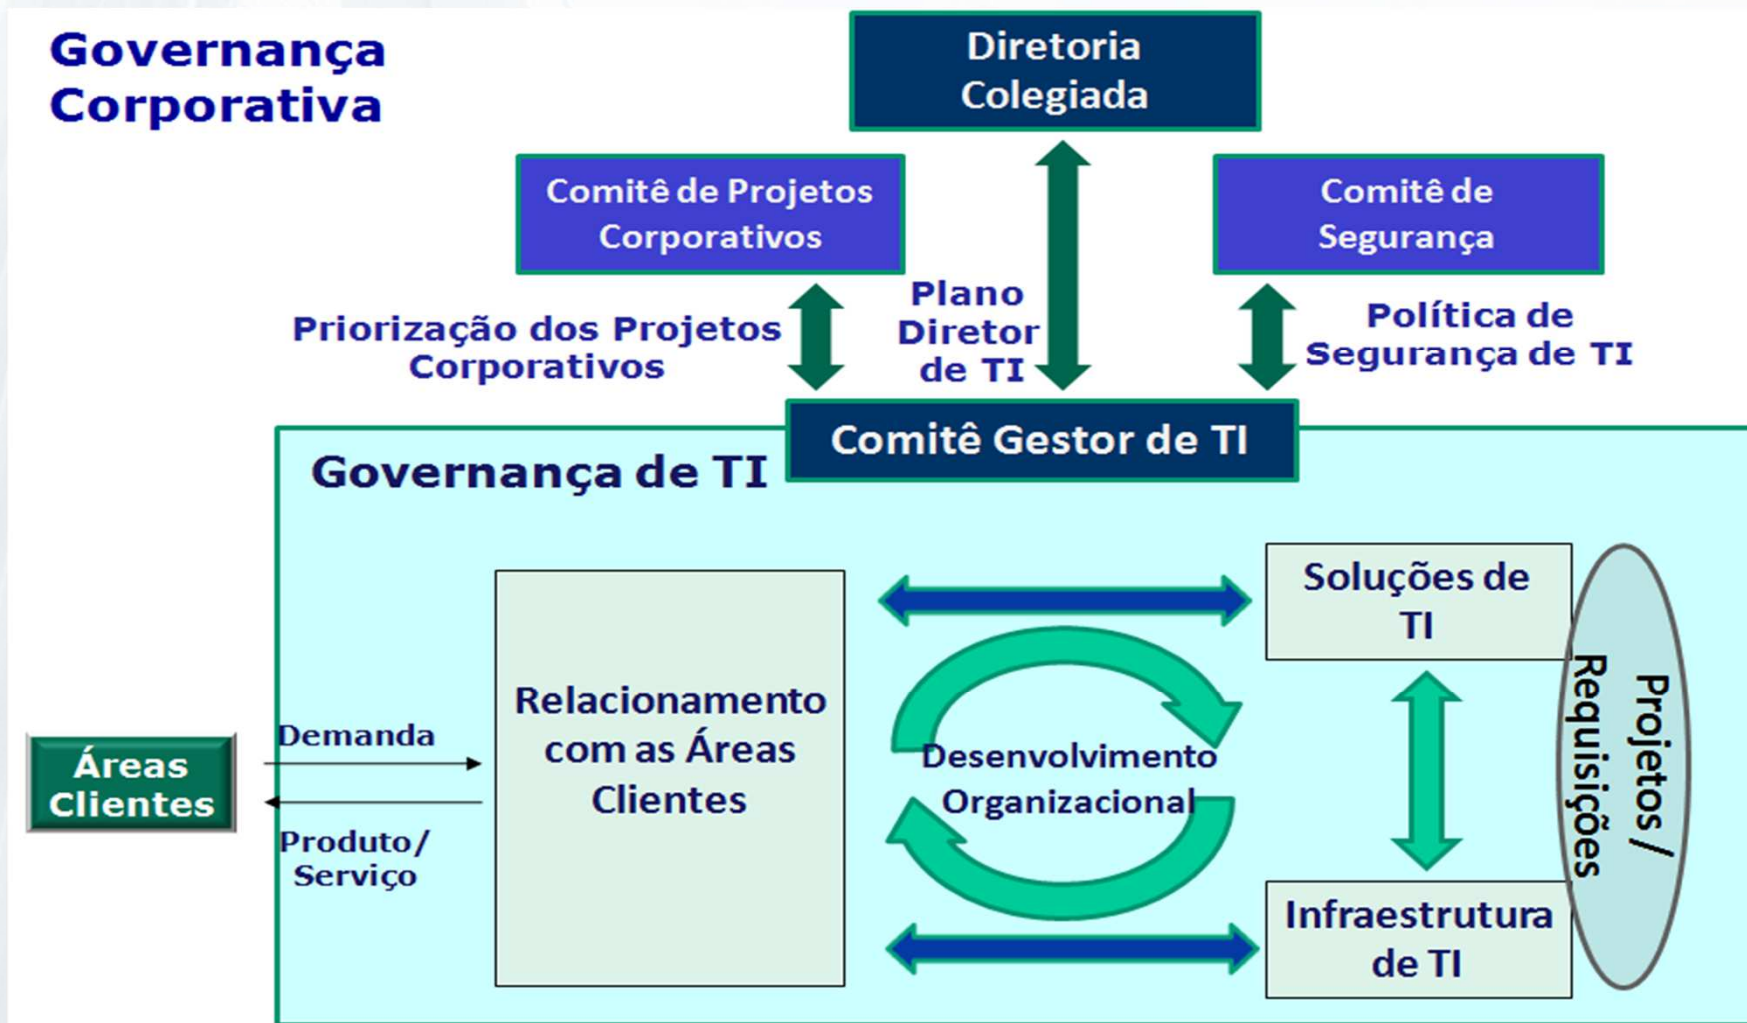 Governança
Corporativa
Diretoria
Colegiada
Comitê de Projetos
Corporativos
Comitê de
Segurança
Priorização dos Projetos
Corporativos
Plano
Diretor
de TI
Política de
Segurança de TI
Comitê Gestor de TI
Governança de TI
Áreas
Clientes
Demanda
Produto/
Serviço
Relacionamento
com as Áreas
Clientes
Desenvolvimento
Organizacional
Soluções de
TI
Infraestrutura
de TI
Projetos /
Requisições